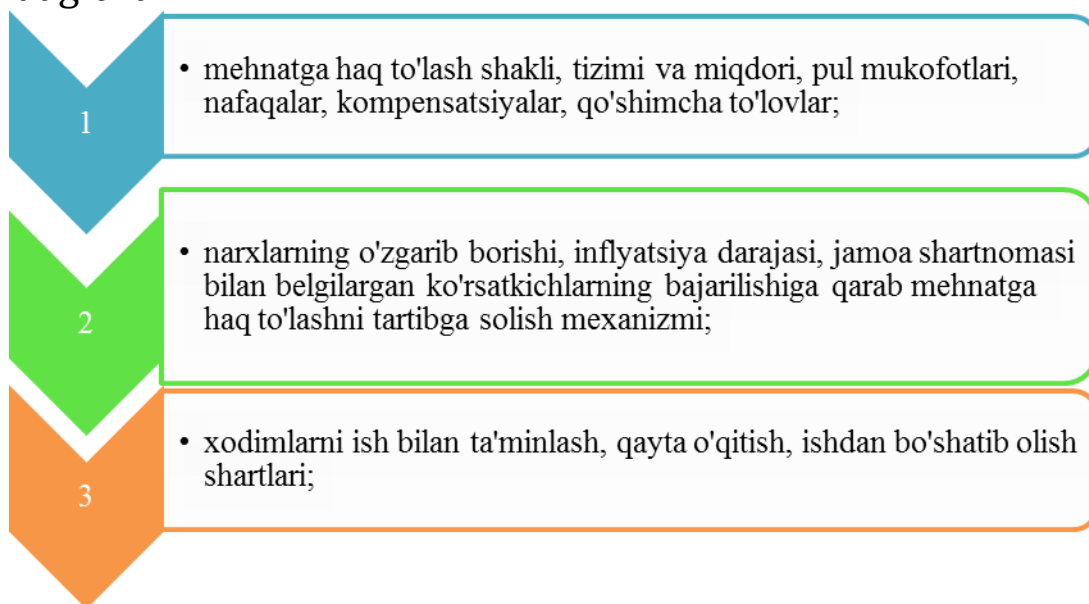 1
• mehnatga haq to'lash shakli, tizimi va miqdori, pul mukofotlari,
nafaqalar, kompensatsiyalar, qo'shimcha to'lovlar;
2
• narxlarning o'zgarib borishi, inflyatsiya darajasi, jamoa shartnomasi
bilan belgilargan ko'rsatkichlarning bajarilishiga qarab mehnatga
haq to'lashni tartibga solish mexanizmi;
3
• xodimlarni ish bilan ta'minlash, qayta o'qitish, ishdan bo'shatib olish
shartlari;